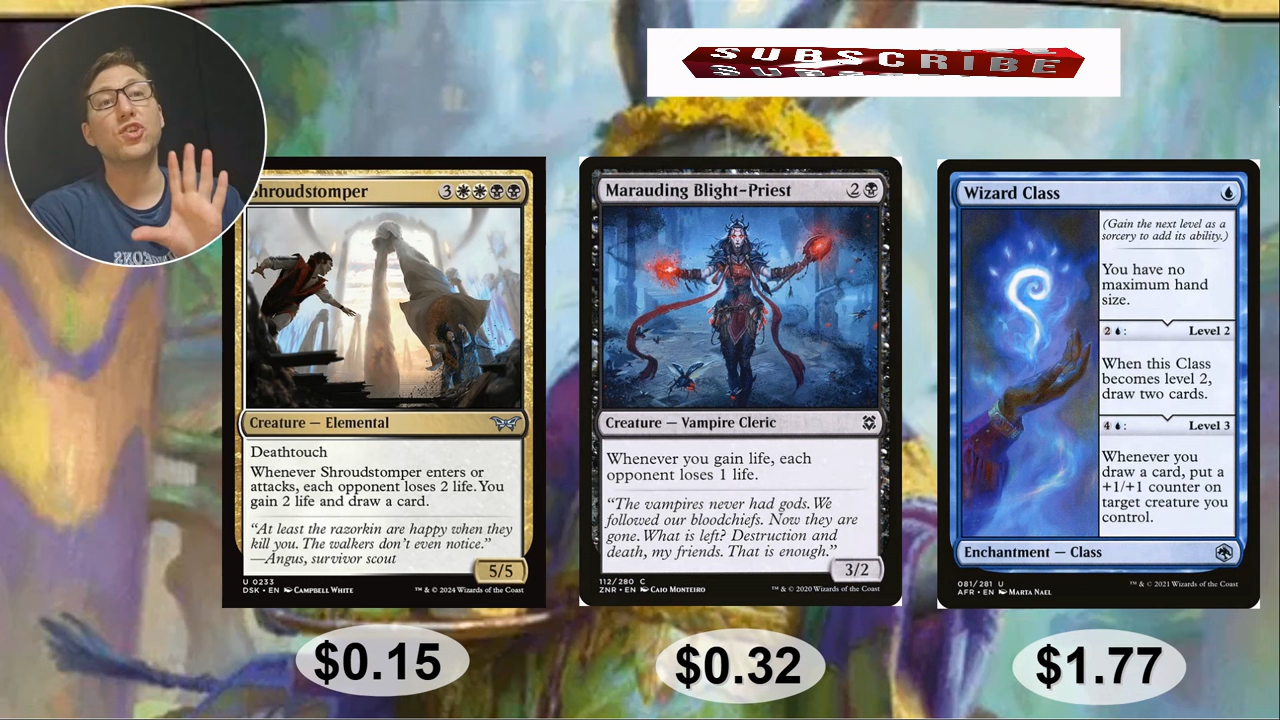 SUBSCRIBE
Shroudstomper 3
Creature — Elemental
Deathtouch
Whenever Shroudstomper enters or
attacks, each opponent loses 2 life. You
gain 2 life and draw a card.
“At least the razorkin are happy when they
kill you. The walkers don’t even notice.”
—Angus, survivor scout
5/5
U 0233
DSK • EN CAMPBELL WHITE ™ & © 2024 Wizards of the Coast
$0.15
Marauding Blight-Priest 2
Creature — Vampire Cleric
Whenever you gain life, each
opponent loses 1 life.
“The vampires never had gods. We
followed our bloodchiefs. Now they are
gone. What is left? Destruction and
death, my friends. That is enough.”
3/2
112/280 C
ZNR • EN CAIO MONTEIRO ™ & © 2020 Wizards of the Coast
$0.32
Wizard Class
(Gain the next level as a
sorcery to add its ability.)
You have no
maximum hand
size.
2 : Level 2
When this Class
becomes level 2,
draw two cards.
4 : Level 3
Whenever you
draw a card, put a
+1/+1 counter on
target creature you
control.
Enchantment — Class
081/281 U
AFR • EN MARTA NAEL ™ & © 2021 Wizards of the Coast
$1.77